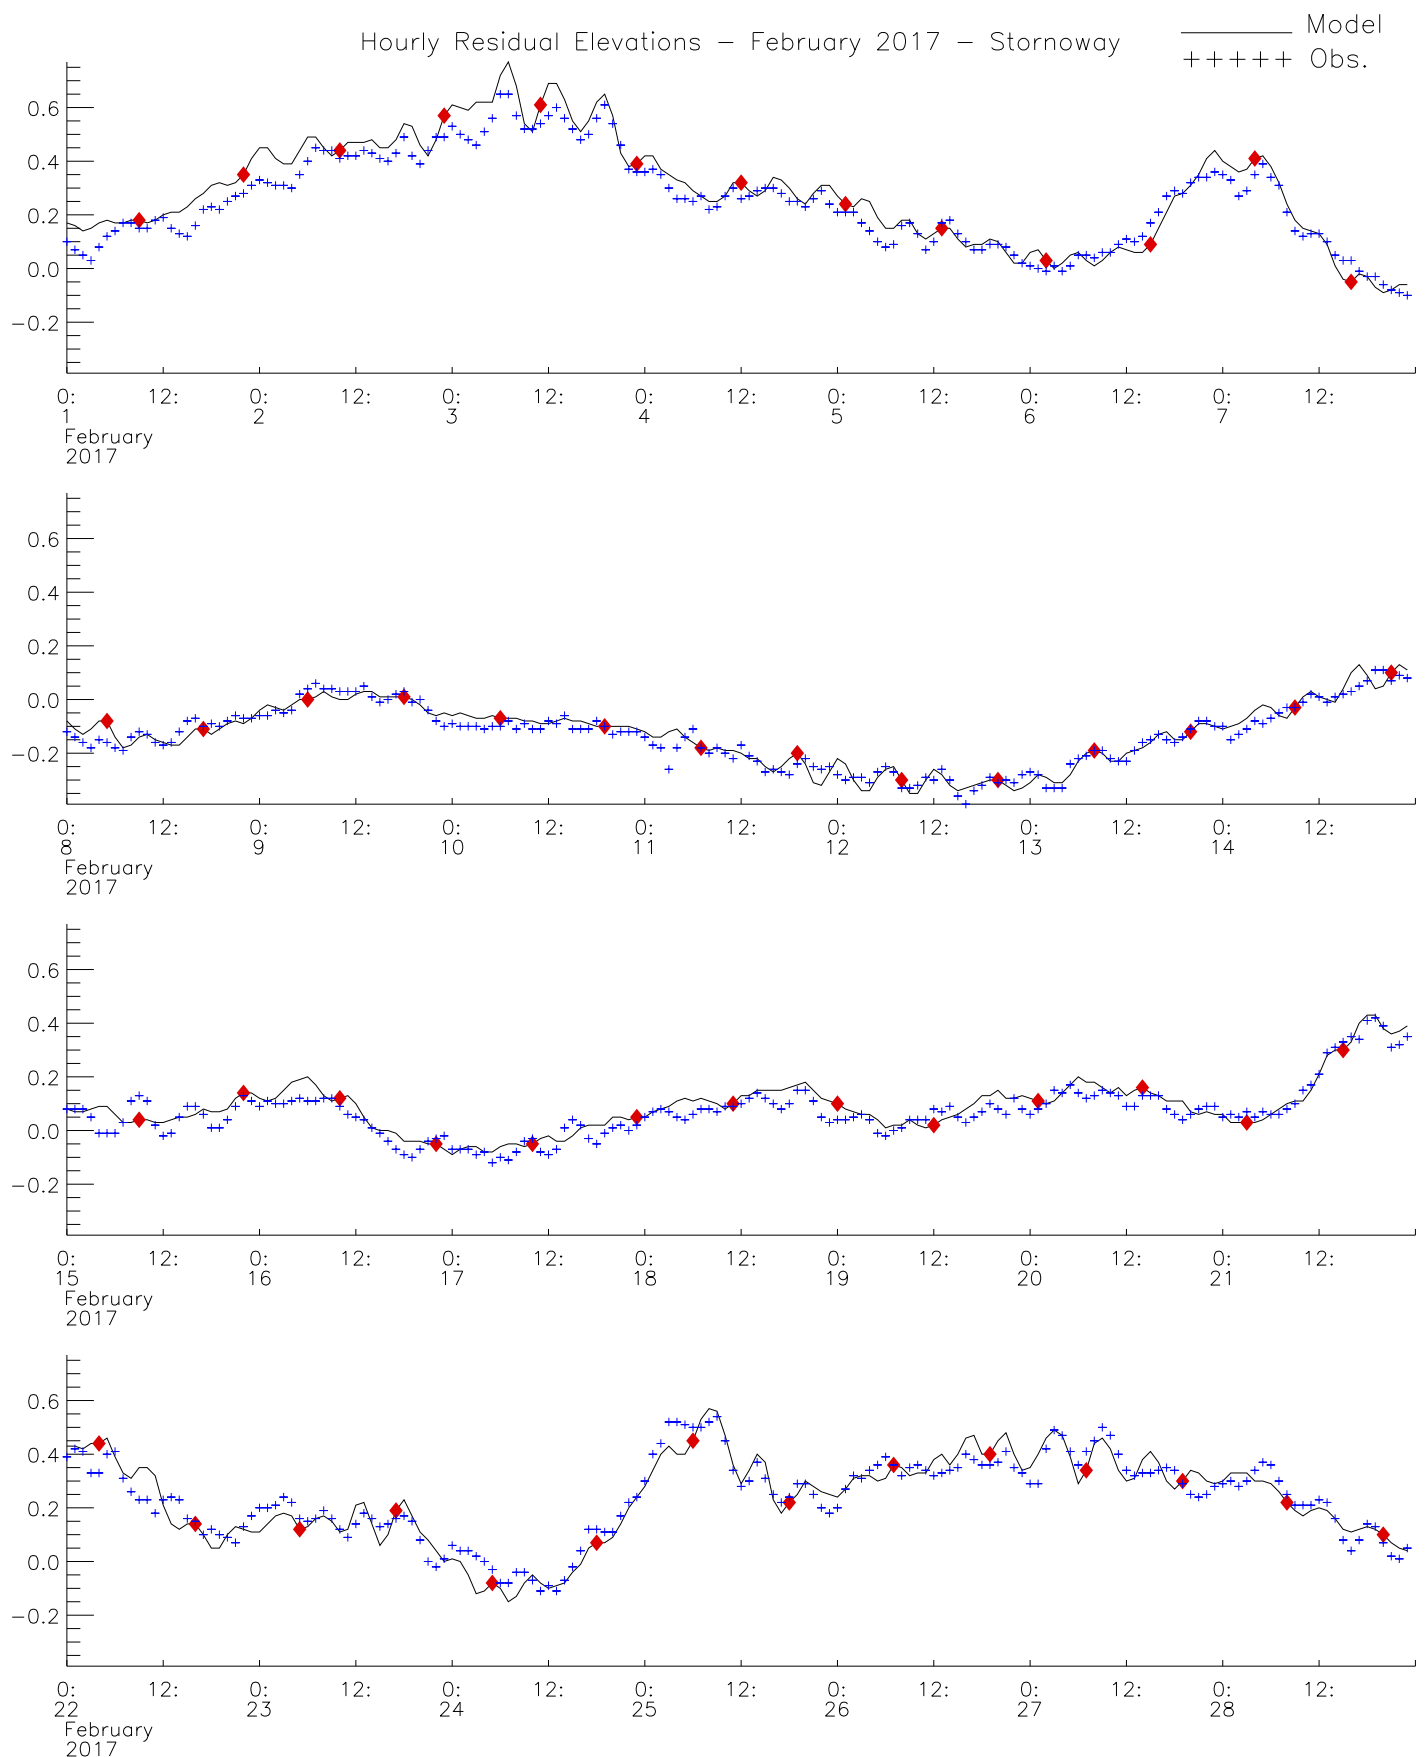 Hourly Residual Elevations − February 2017 − Stornoway
Model
+++++ Obs.
0.6
0.4
0.2
0.0
−0.2
0: 12: 0: 12: 0: 12: 0: 12: 0: 12: 0: 12: 0: 12:
1 2 3 4 5 6 7
February
2017
0.6
0.4
0.2
0.0
−0.2
0: 12: 0: 12: 0: 12: 0: 12: 0: 12: 0: 12: 0: 12:
8 9 10 11 12 13 14
February
2017
0.6
0.4
0.2
0.0
−0.2
0: 12: 0: 12: 0: 12: 0: 12: 0: 12: 0: 12: 0: 12:
15 16 17 18 19 20 21
February
2017
0.6
0.4
0.2
0.0
−0.2
0: 12: 0: 12: 0: 12: 0: 12: 0: 12: 0: 12: 0: 12:
22 23 24 25 26 27 28
February
2017